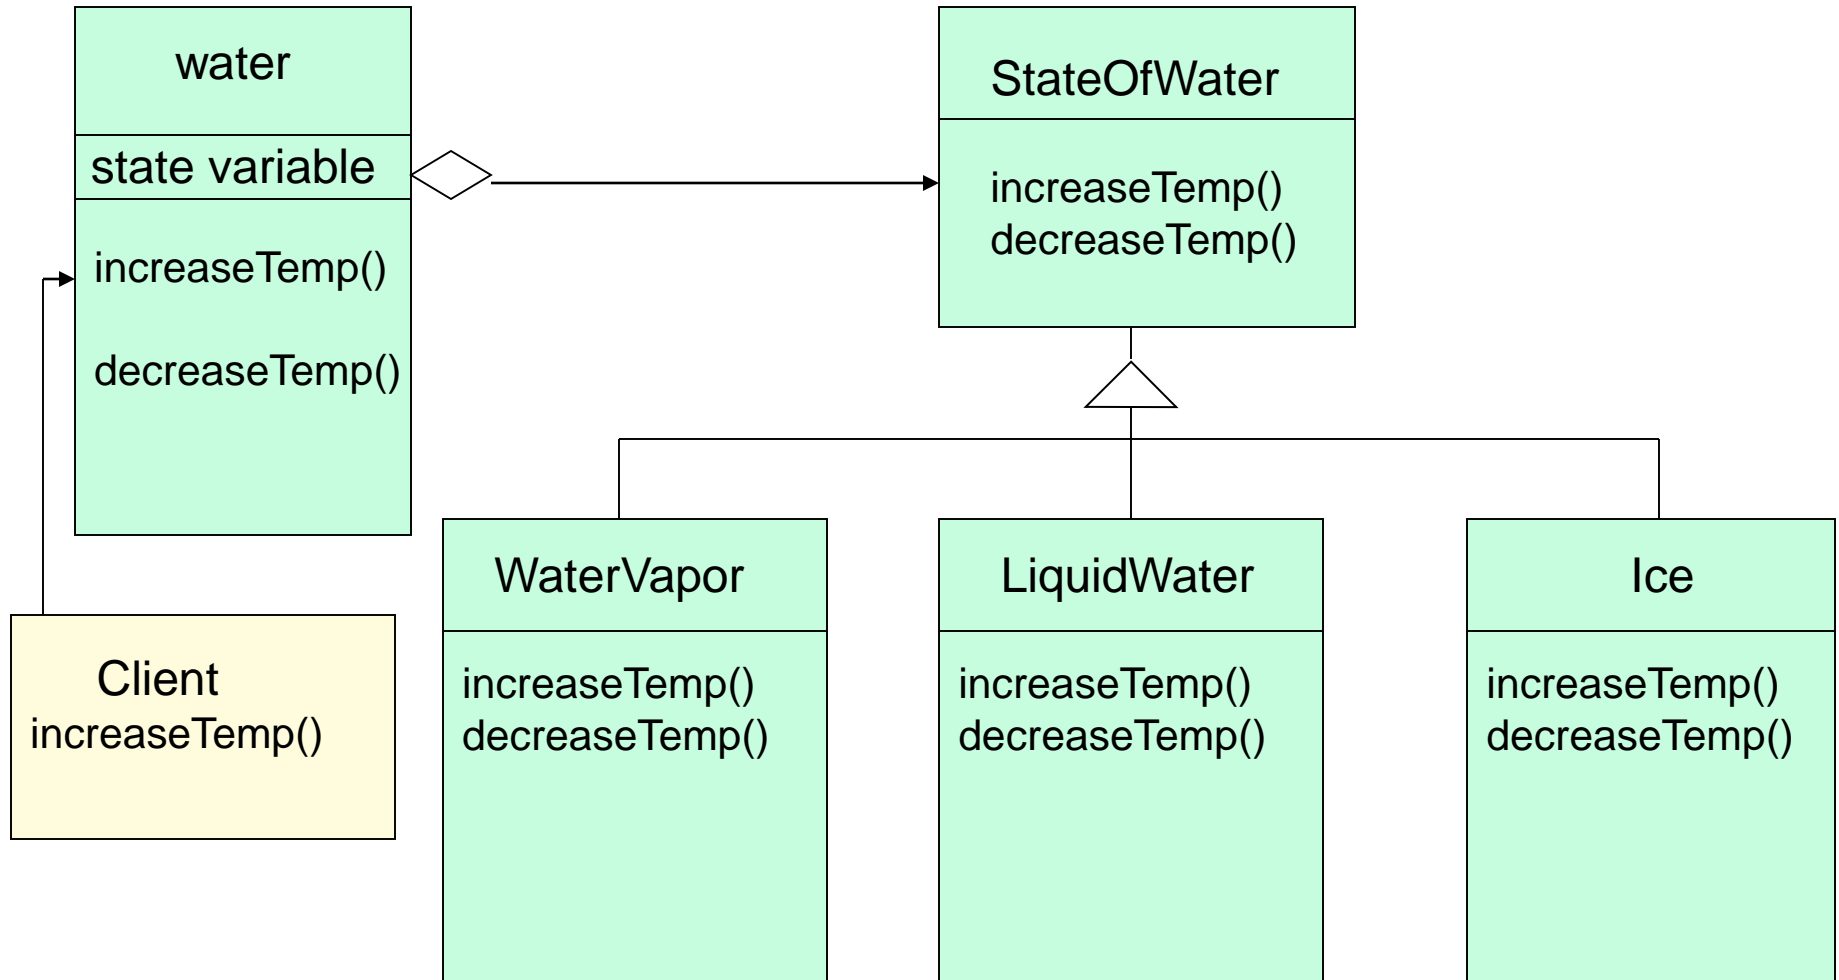 water
state variable
increaseTemp()
decreaseTemp()
StateOfWater
increaseTemp()
decreaseTemp()
Client
increaseTemp()
WaterVapor
increaseTemp()
decreaseTemp()
LiquidWater
increaseTemp()
decreaseTemp()
Ice
increaseTemp()
decreaseTemp()